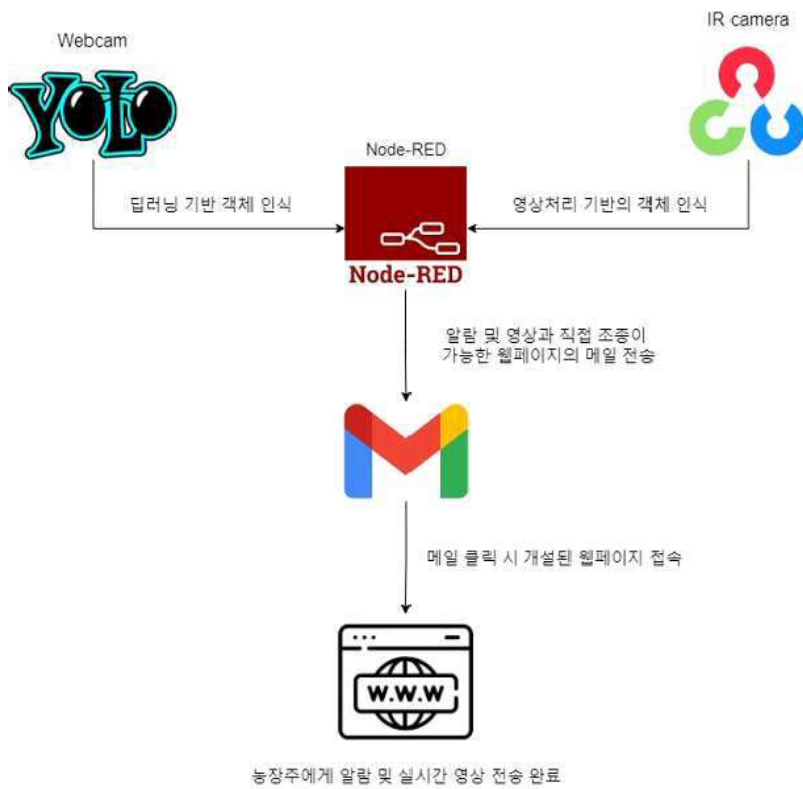 Webcam
IR camera
YOLO
Node-RED
딥러닝 기반 객체 인식
영상처리 기반의 객체 인식
Node-RED
알람 및 영상과 직접 조종이
가능한 웹페이지의 메일 전송
메일 클릭 시 개설된 웹페이지 접속
W.W.W
농장주에게 알람 및 실시간 영상 전송 완료